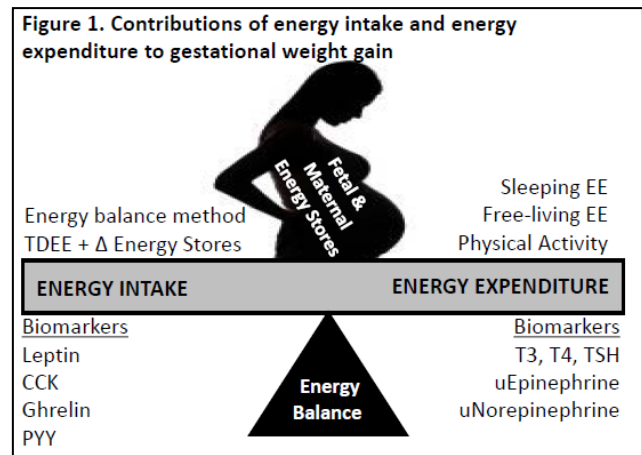 Figure 1. Contributions of energy intake and energy
expenditure to gestational weight gain
Fetal &
Maternal
Energy Stores
Energy balance method
TDEE + Δ Energy Stores
Sleeping EE
Free-living EE
Physical Activity
ENERGY INTAKE
ENERGY EXPENDITURE
Biomarkers
Leptin
CCK
Ghrelin
PYY
Energy
Balance
Biomarkers
T3, T4, TSH
uEpinephrine
uNorepinephrine